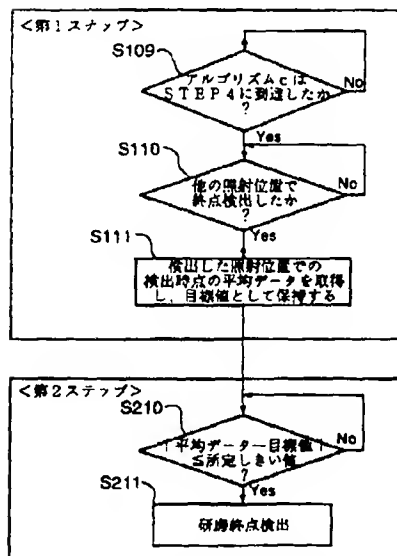 <第1ステップ>
S109
アルゴリズムcは
STEP4に到達したか
?
No
Yes
S110
他の照射位置で
終点検出したか
?
No
Yes
S111
検出した照射位置での
検出時点の平均データを取得
し、目標値として保持する
<第2ステップ>
S210
|平均データー目標値|
≦所定しきい値
?
No
Yes
S211
研磨終点検出